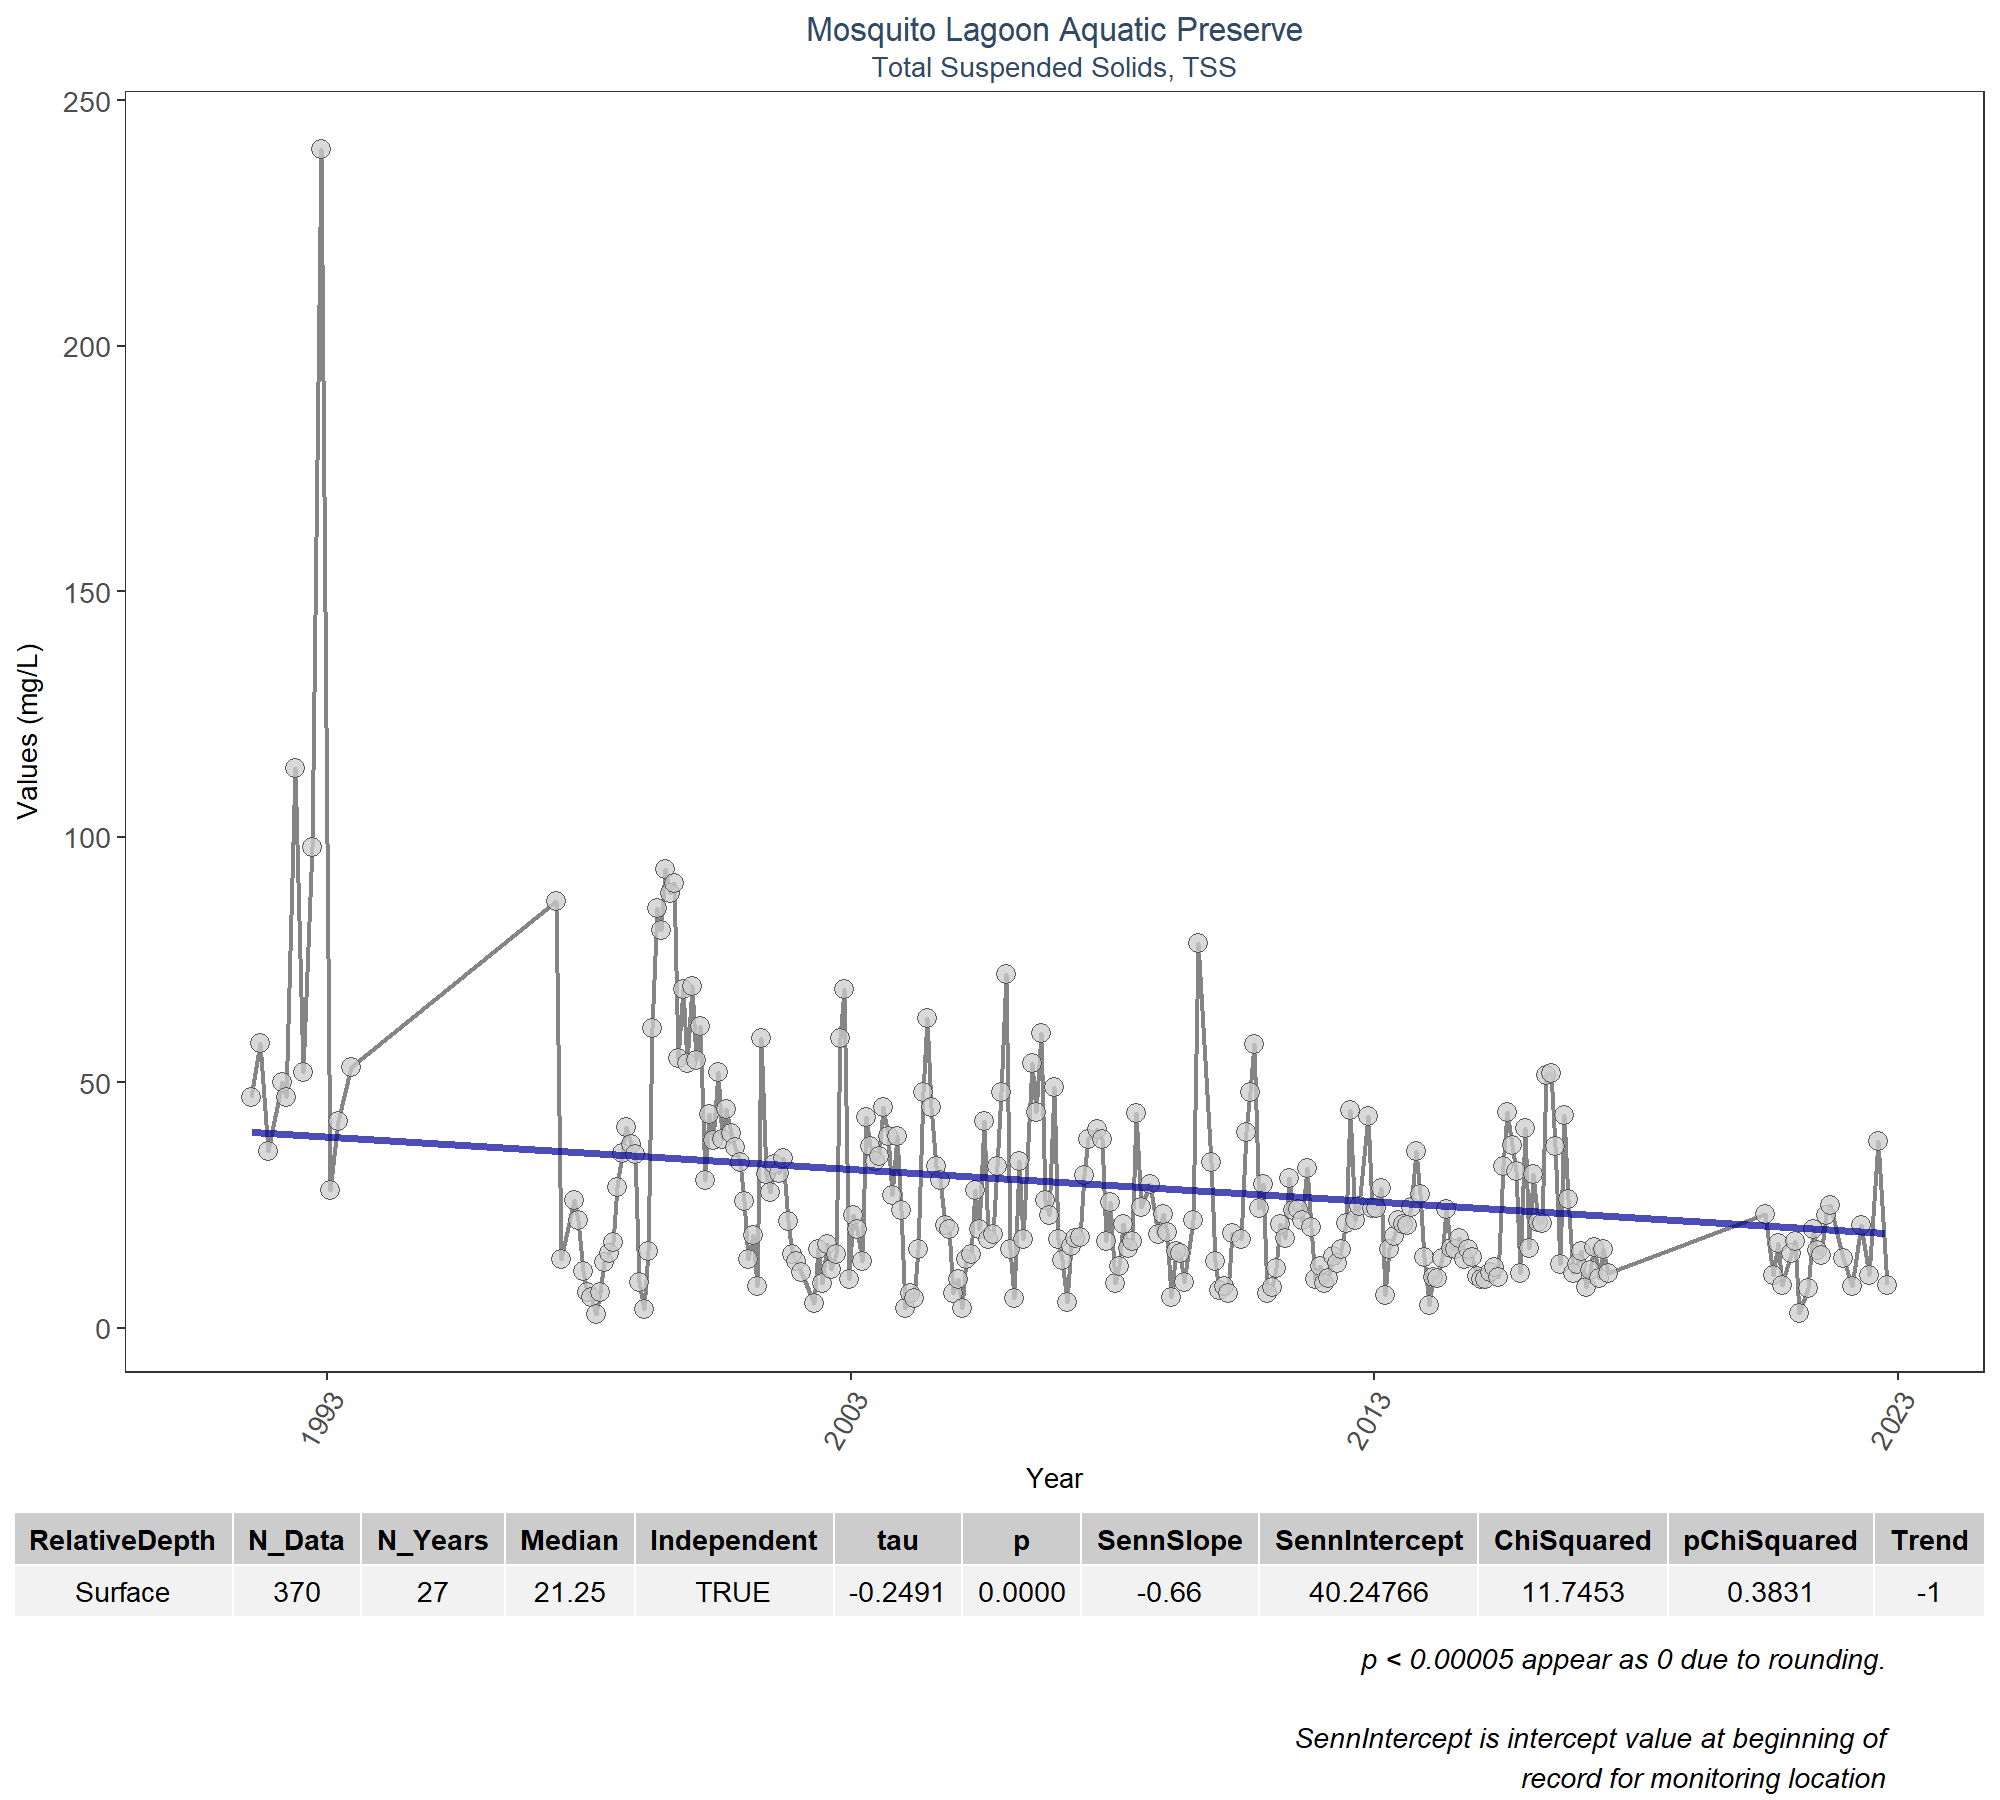 Mosquito Lagoon Aquatic Preserve
Total Suspended Solids, TSS
250
200
150
100
50
0
Values (mg/L)
1993
2003
2013
2023
Year
RelativeDepth N_Data N_Years Median Independent tau p SennSlope SennIntercept ChiSquared pChiSquared Trend
Surface 370 27 21.25 TRUE -0.2491 0.0000 -0.66 40.24766 11.7453 0.3831 -1
p < 0.00005 appear as 0 due to rounding.
SennIntercept is intercept value at beginning of
record for monitoring location